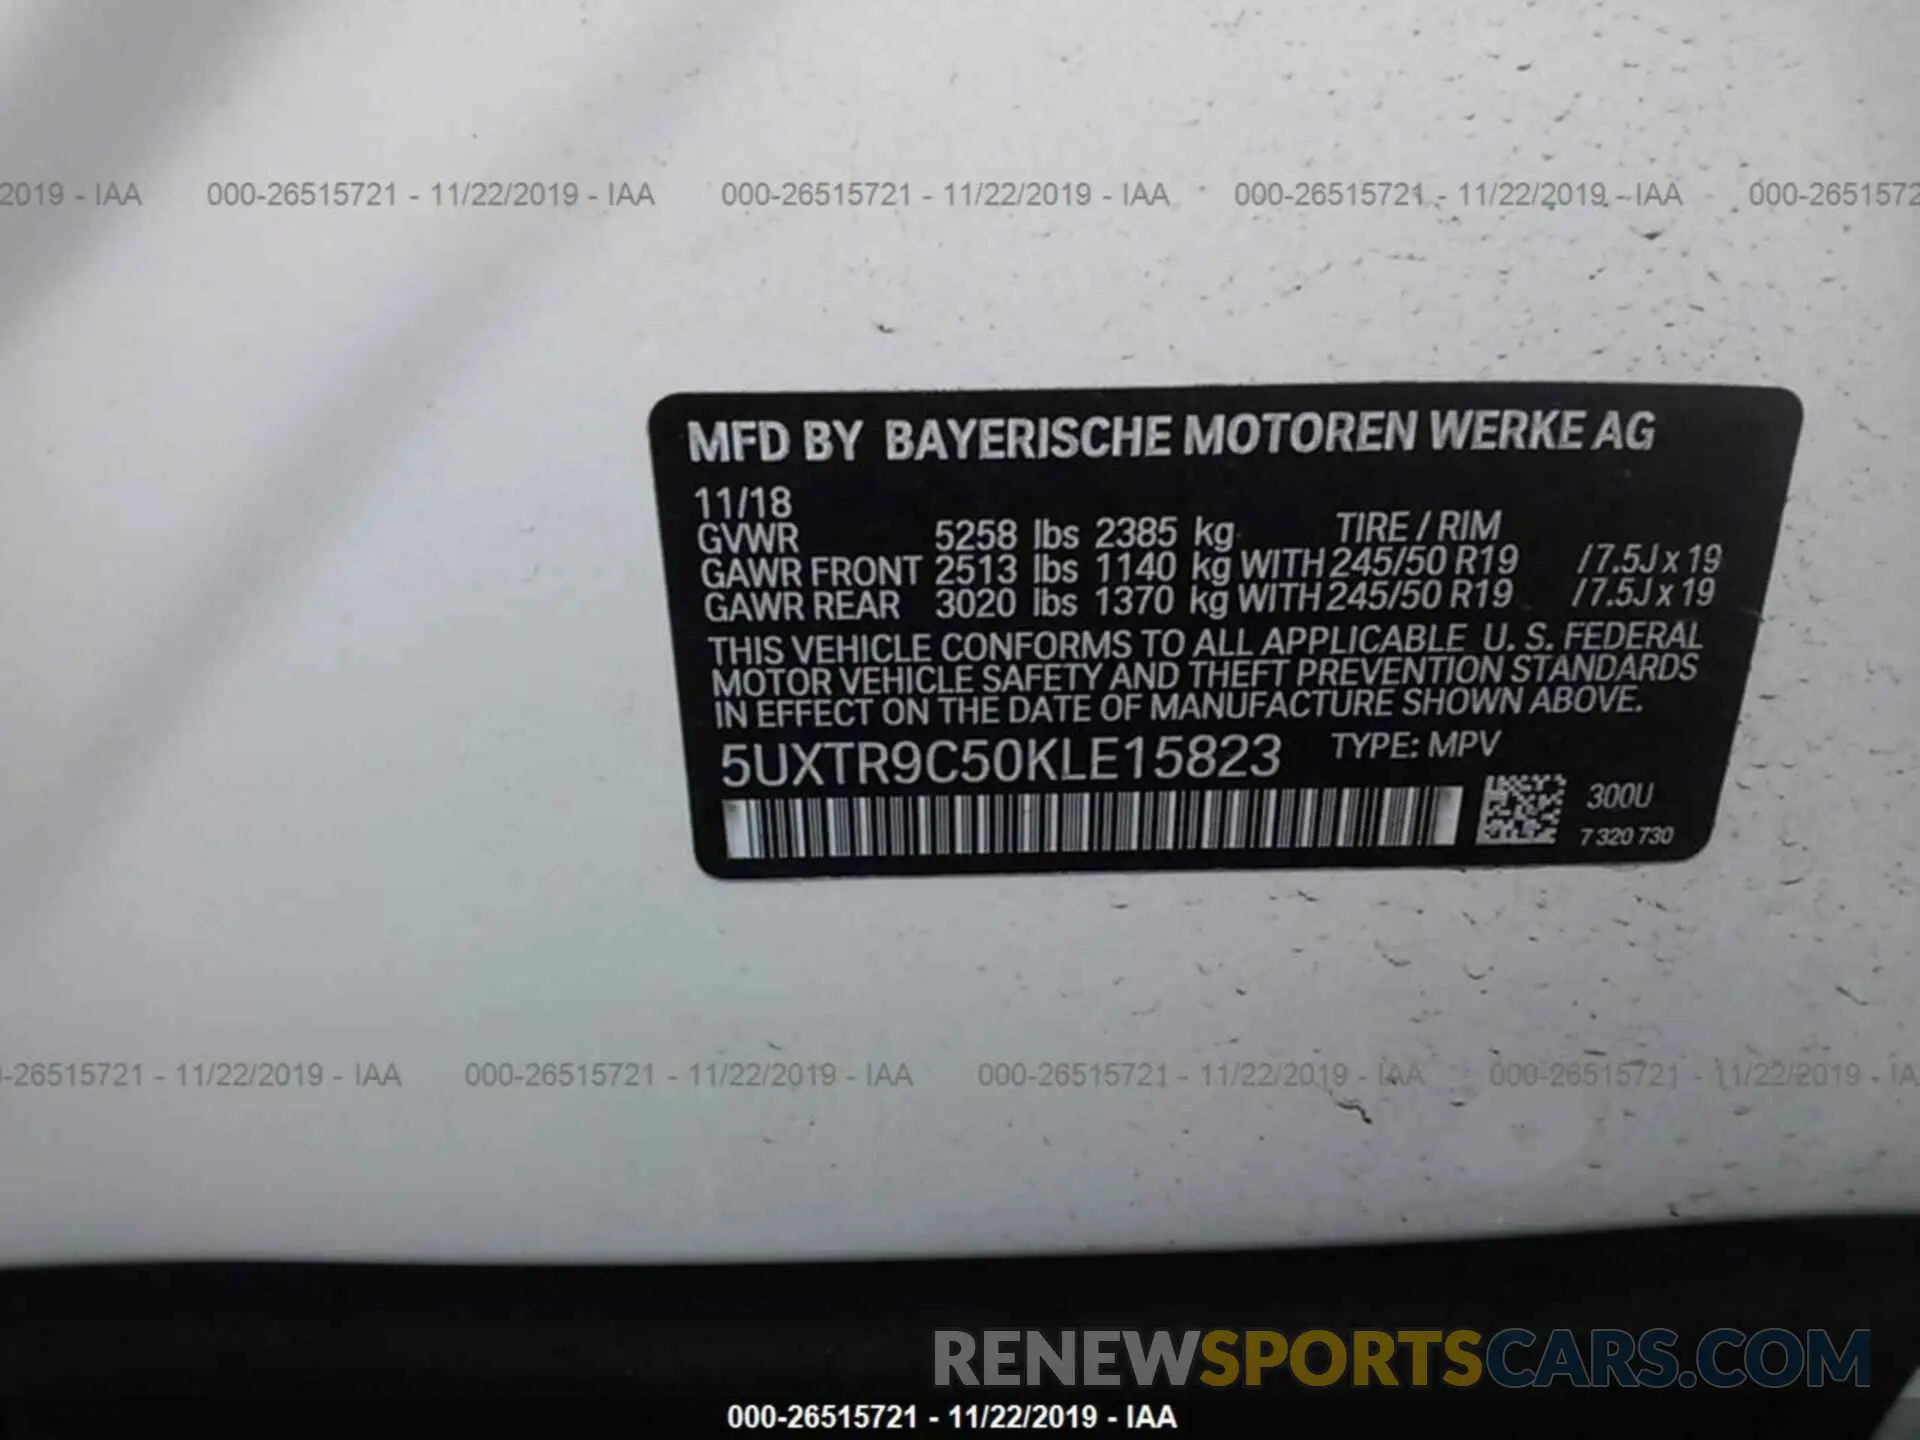 2019 - IAA 000-26515721 - 11/22/2019 - IAA 000-26515721 - 11/22/2019 - IAA 000-26515721 - 11/22/2019 - IAA 000-2651572
MFD BY BAYERISCHE MOTOREN WERKE AG
11/18
GVWR 5258 lbs 2385 kg TIRE / RIM
GAWR FRONT 2513 lbs 1140 kg WITH 245/50 R19 / 7.5J x 19
GAWR REAR 3020 lbs 1370 kg WITH 245/50 R19 / 7.5J x 19
THIS VEHICLE CONFORMS TO ALL APPLICABLE U. S. FEDERAL
MOTOR VEHICLE SAFETY AND THEFT PREVENTION STANDARDS
IN EFFECT ON THE DATE OF MANUFACTURE SHOWN ABOVE.
5UXTR9C50KLE15823 TYPE: MPV
300U
7 320 730
-26515721 - 11/22/2019 - IAA 000-26515721 - 11/22/2019 - IAA 000-26515721 - 11/22/2019 - IAA 000-26515721 - 11/22/2019 - IA
RENEWSPORTSCARS.COM
000-26515721 - 11/22/2019 - IAA